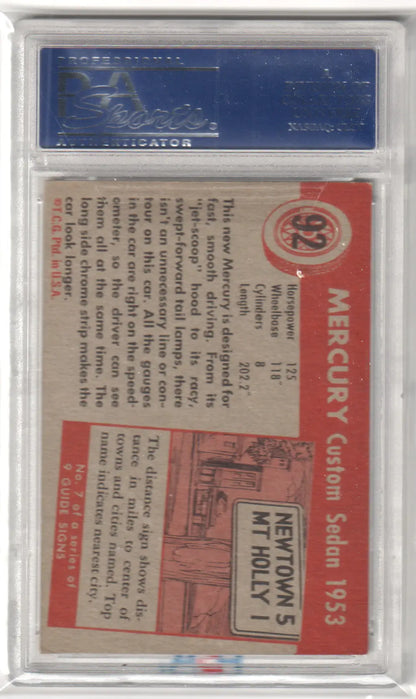 PROFESSIONAL
PSA
Sports
AUTHENTICATOR
92
MERCURY Custom Sedan 1953
Horsepower 125
Wheelbase 118"
Cylinders 8
Length 202.2"
This new Mercury is designed for
fast, smooth driving. From its
"jet-scoop" hood to its racy,
swept-forward tail lamps, there
isn't an unnecessary line or con-
tour on this car. All the gauges
in the car are right on the speed-
ometer, so the driver can see
them all at the same time. The
long side chrome strip makes the
car look longer.
©T.C.G. Ptd. in U.S.A.
NEWTOWN 5
MT HOLLY 1
The distance sign shows dis-
tance in miles to center of
towns and cities named. Top
name indicates nearest city.
No. 7 of a series of
9 GUIDE SIGNS